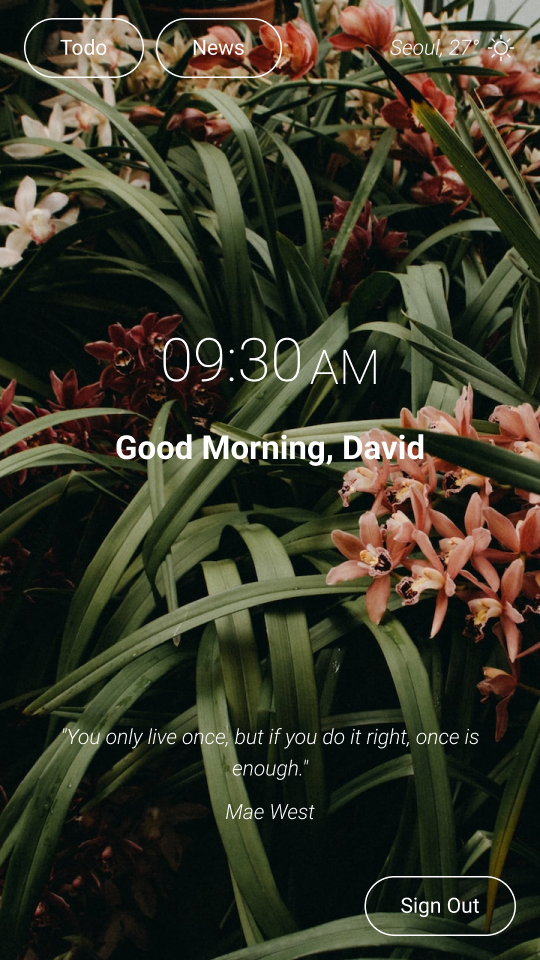 Todo
News
Seoul, 27°
09:30 AM
Good Morning, David
"You only live once, but if you do it right, once is
enough."
Mae West
Sign Out